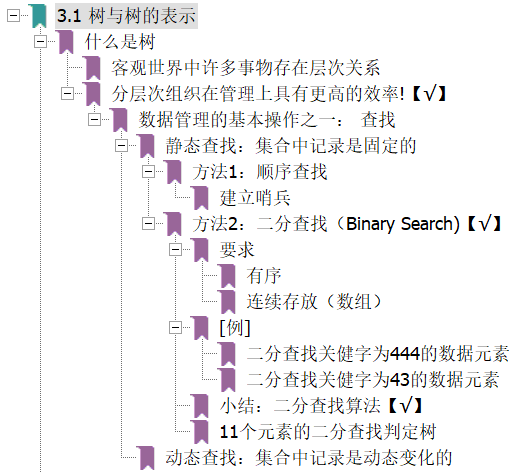 3.1 树与树的表示
什么是树
客观世界中许多事物存在层次关系
分层次组织在管理上具有更高的效率!【√】
数据管理的基本操作之一： 查找
静态查找：集合中记录是固定的
方法1：顺序查找
建立哨兵
方法2：二分查找（Binary Search)【√】
要求
有序
连续存放（数组）
[例]
二分查找关健字为444的数据元素
二分查找关健字为43的数据元素
小结：二分查找算法【√】
11个元素的二分查找判定树
动态查找：集合中记录是动态变化的